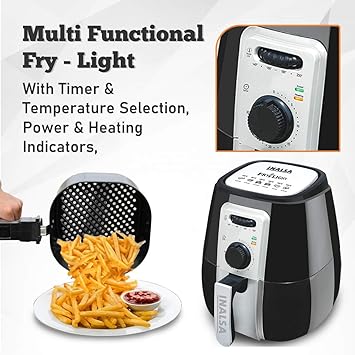 Multi Functional
Fry - Light
With Timer &
Temperature Selection,
Power & Heating
Indicators,
INALSA
Fry-Light
INALSA